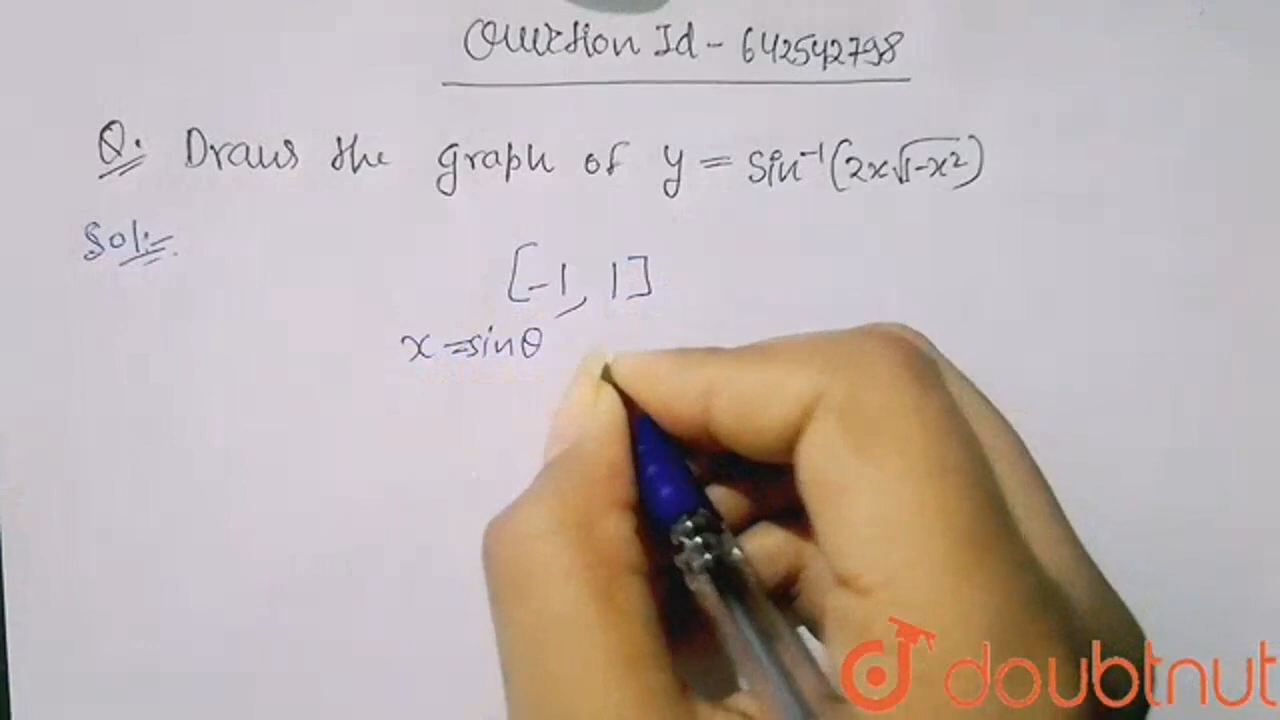 Question Id - 642542798
Q. Draw the graph of y = sin⁻¹(2x√1-x²)
Sol:-
[-1, 1]
x = sinθ
doubtnut